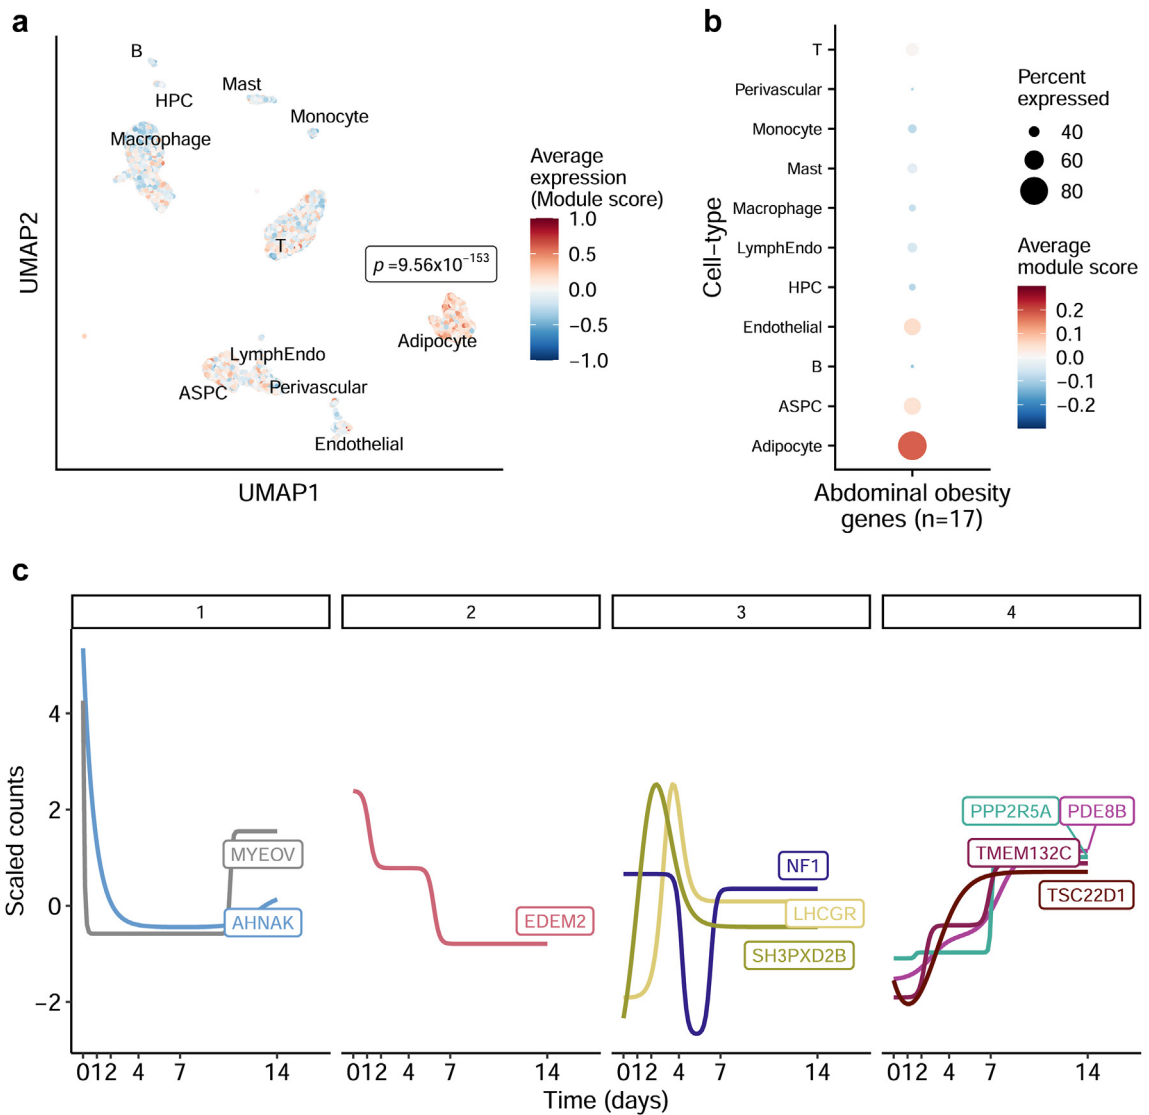 a
B
HPC
Mast
Monocyte
Macrophage
T
p =9.56x10⁻¹⁵³
Adipocyte
LymphEndo
ASPC
Perivascular
Endothelial
UMAP2
UMAP1
Average
expression
(Module score)
1.0
0.5
0.0
−0.5
−1.0
b
Cell−type
T
Perivascular
Monocyte
Mast
Macrophage
LymphEndo
HPC
Endothelial
B
ASPC
Adipocyte
Abdominal obesity
genes (n=17)
Percent
expressed
40
60
80
Average
module score
0.2
0.1
0.0
−0.1
−0.2
c
1
2
3
4
Scaled counts
4
2
0
−2
MYEOV
AHNAK
EDEM2
NF1
LHCGR
SH3PXD2B
PPP2R5A
PDE8B
TMEM132C
TSC22D1
0 1 2 4 7 14
0 1 2 4 7 14
0 1 2 4 7 14
0 1 2 4 7 14
Time (days)